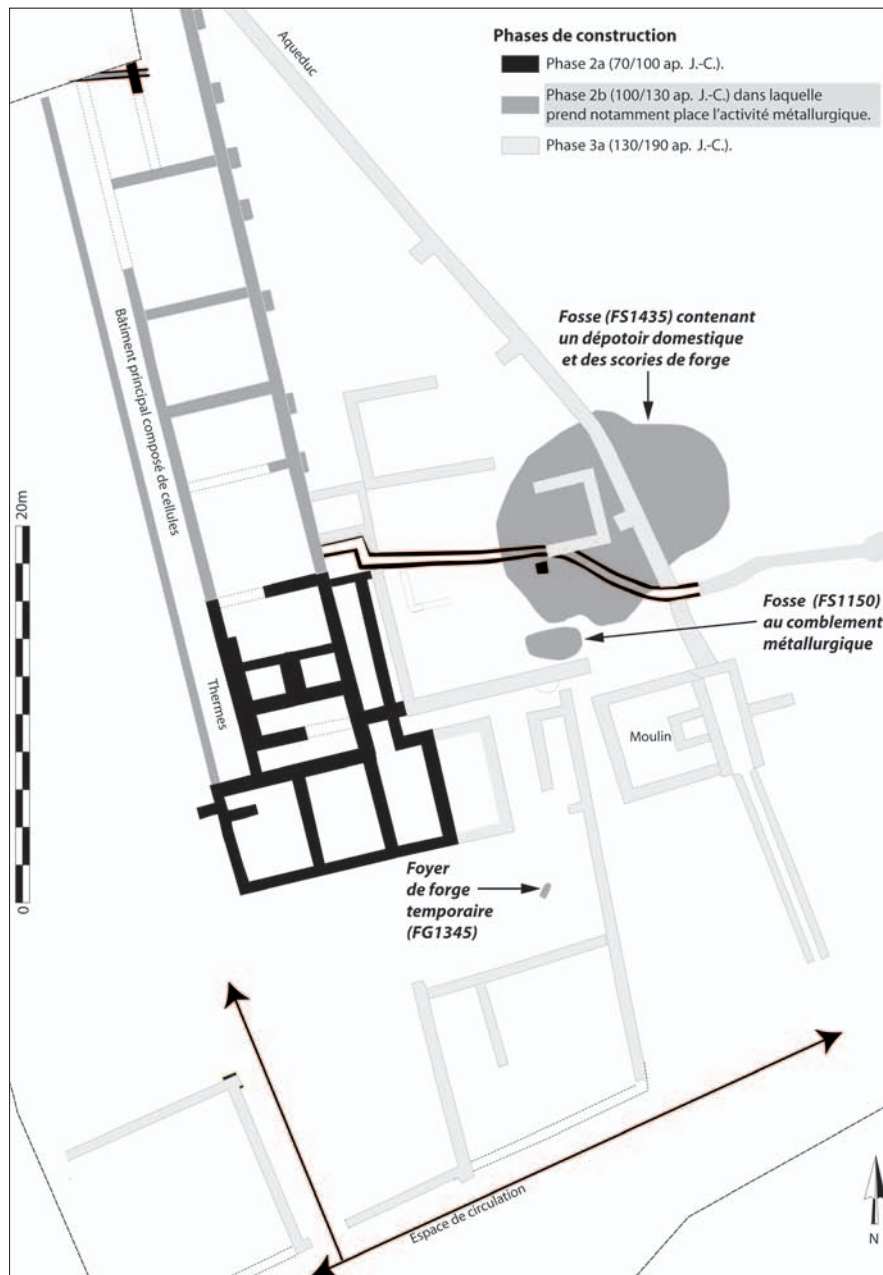 Phases de construction
Phase 2a (70/100 ap. J.-C.).
Phase 2b (100/130 ap. J.-C.) dans laquelle
prend notamment place l'activité métallurgique.
Phase 3a (130/190 ap. J.-C.).
Aqueduc
Bâtiment principal composé de cellules
Fosse (FS1435) contenant
un dépotoir domestique
et des scories de forge
20m
0
Fosse (FS1150)
au comblement
métallurgique
Thermes
Moulin
Foyer
de forge
temporaire
(FG1345)
Espace de circulation
N